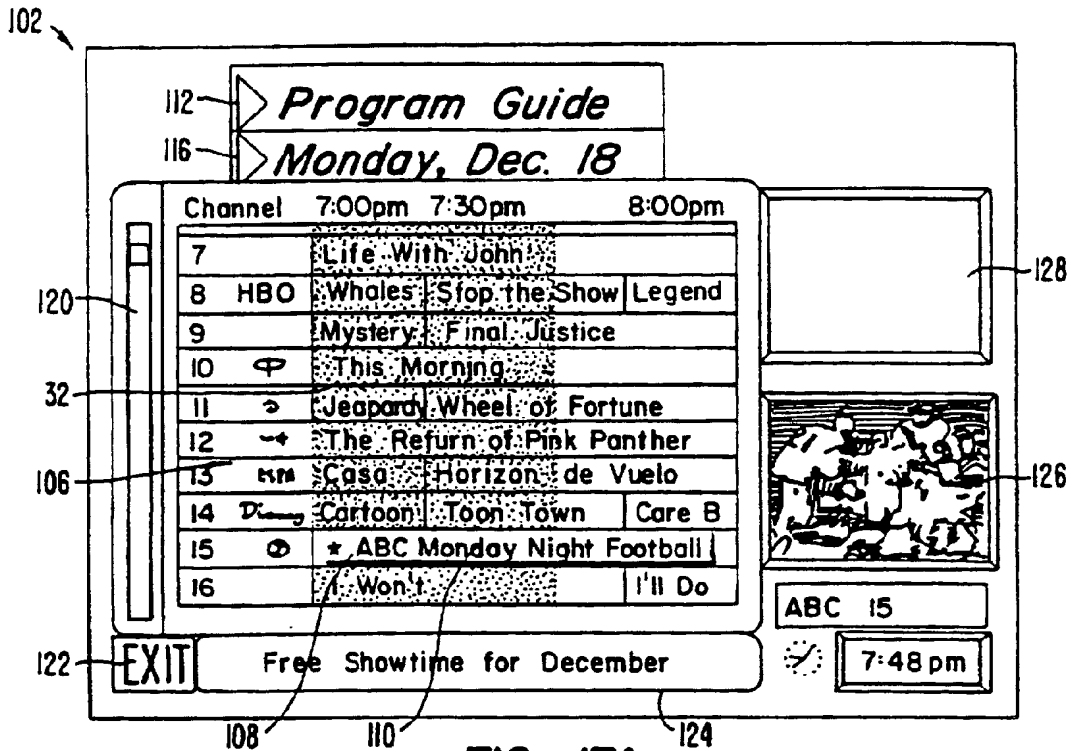 102
112 Program Guide
116 Monday, Dec. 18
Channel 7:00pm 7:30pm 8:00pm
7 Life With John
8 HBO Whales Stop the Show Legend
9 Mystery Final Justice
10 This Morning
32
11 Jeapardy Wheel of Fortune
12 The Return of Pink Panther
13 Casa Horizon de Vuelo
14 Disney Cartoon Toon Town Care B
15 ★ ABC Monday Night Football
16 I Won't I'll Do
120
106
128
126
ABC 15
122 EXIT Free Showtime for December 7:48 pm
108 110 124